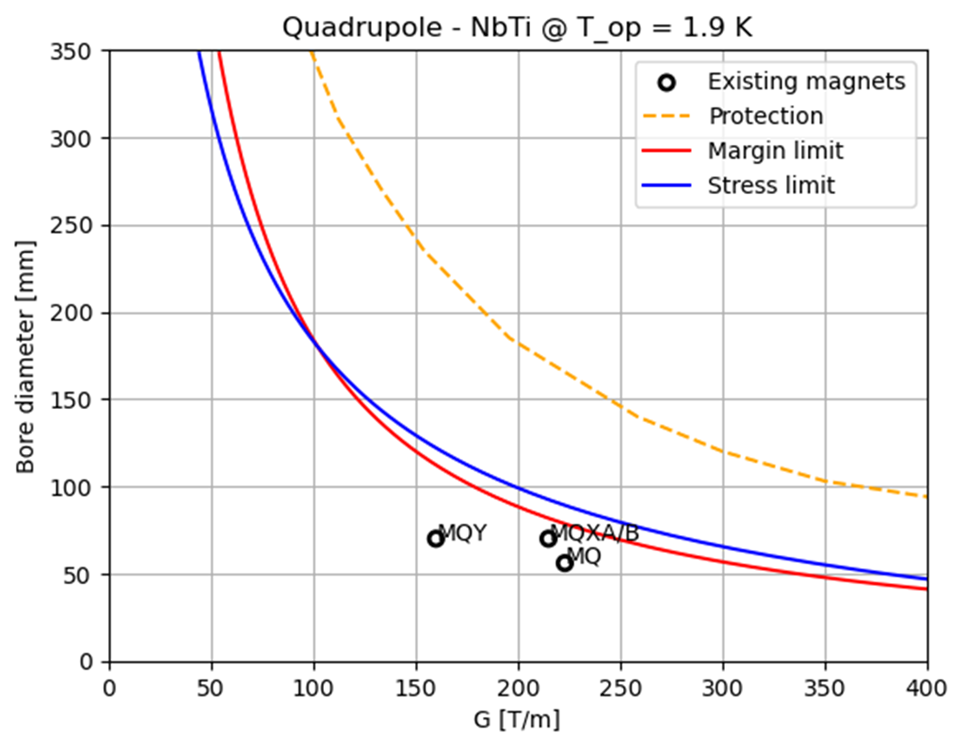 Quadrupole - NbTi @ T_op = 1.9 K
350
300
250
200
150
100
50
0
Bore diameter [mm]
Existing magnets
Protection
Margin limit
Stress limit
MQY
MQXA/B
MQ
0 50 100 150 200 250 300 350 400
G [T/m]